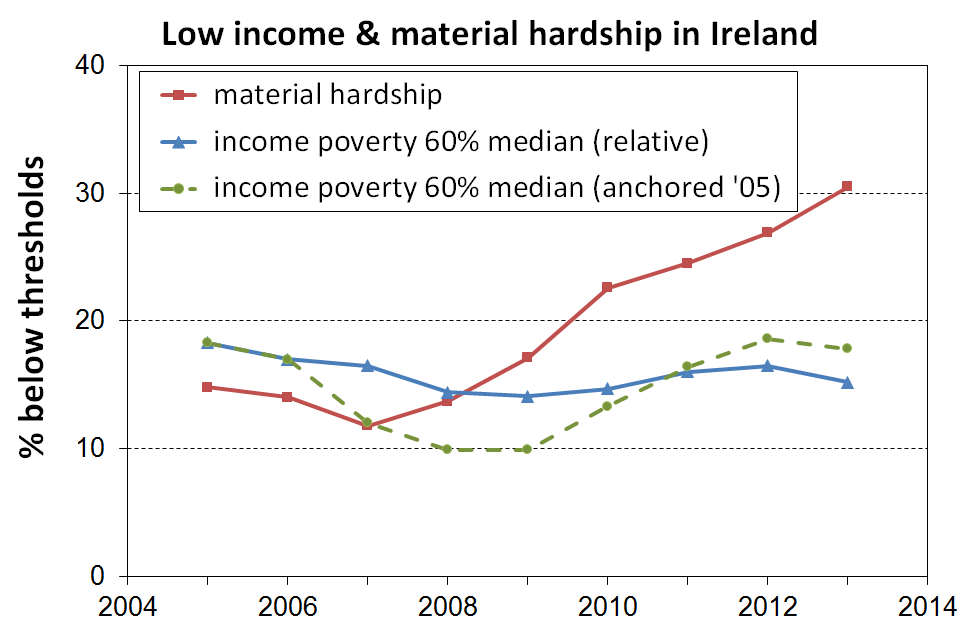 Low income & material hardship in Ireland
40
material hardship
income poverty 60% median (relative)
income poverty 60% median (anchored '05)
30
% below thresholds
20
10
0
2004 2006 2008 2010 2012 2014